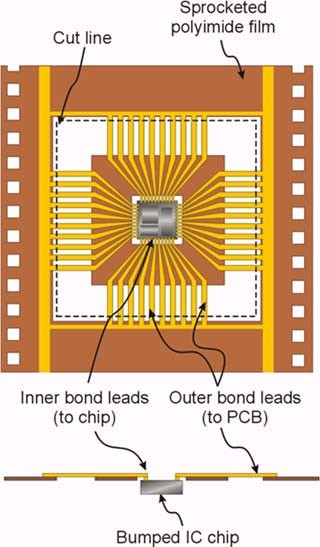 Sprocketed
polyimide film
Cut line
Inner bond leads
(to chip)
Outer bond leads
(to PCB)
Bumped IC chip